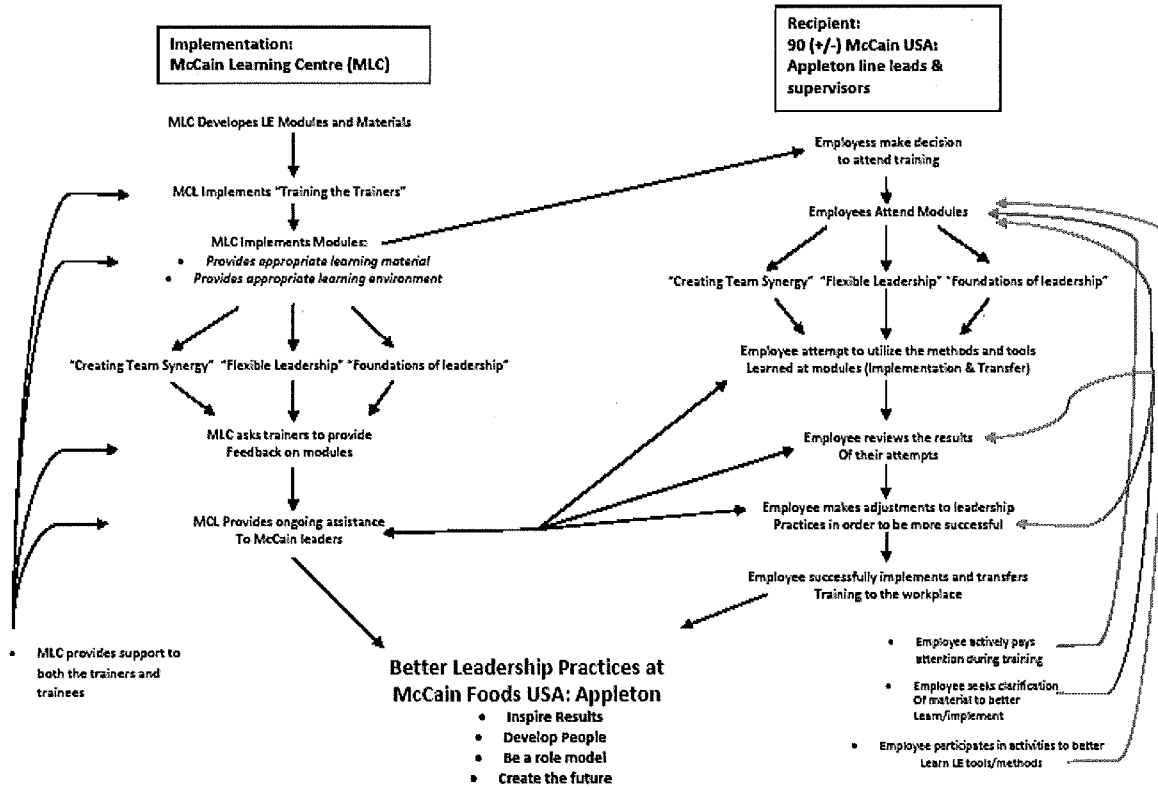 Implementation:
McCain Learning Centre (MLC)
MLC Developes LE Modules and Materials
MCL Implements "Training the Trainers"
MLC Implements Modules:
• Provides appropriate learning material
• Provides appropriate learning environment
"Creating Team Synergy" "Flexible Leadership" "Foundations of leadership"
MLC asks trainers to provide
Feedback on modules
MCL Provides ongoing assistance
To McCain leaders
• MLC provides support to
both the trainers and
trainees
Recipient:
90 (+/-) McCain USA:
Appleton line leads &
supervisors
Employess make decision
to attend training
Employees Attend Modules
"Creating Team Synergy" "Flexible Leadership" "Foundations of leadership"
Employee attempt to utilize the methods and tools
Learned at modules (Implementation & Transfer)
Employee reviews the results
Of their attempts
Employee makes adjustments to leadership
Practices in order to be more successful
Employee successfully implements and transfers
Training to the workplace
• Employee actively pays
attention during training
• Employee seeks clarification
Of material to better
Learn/implement
• Employee participates in activities to better
Learn LE tools/methods
Better Leadership Practices at
McCain Foods USA: Appleton
• Inspire Results
• Develop People
• Be a role model
• Create the future